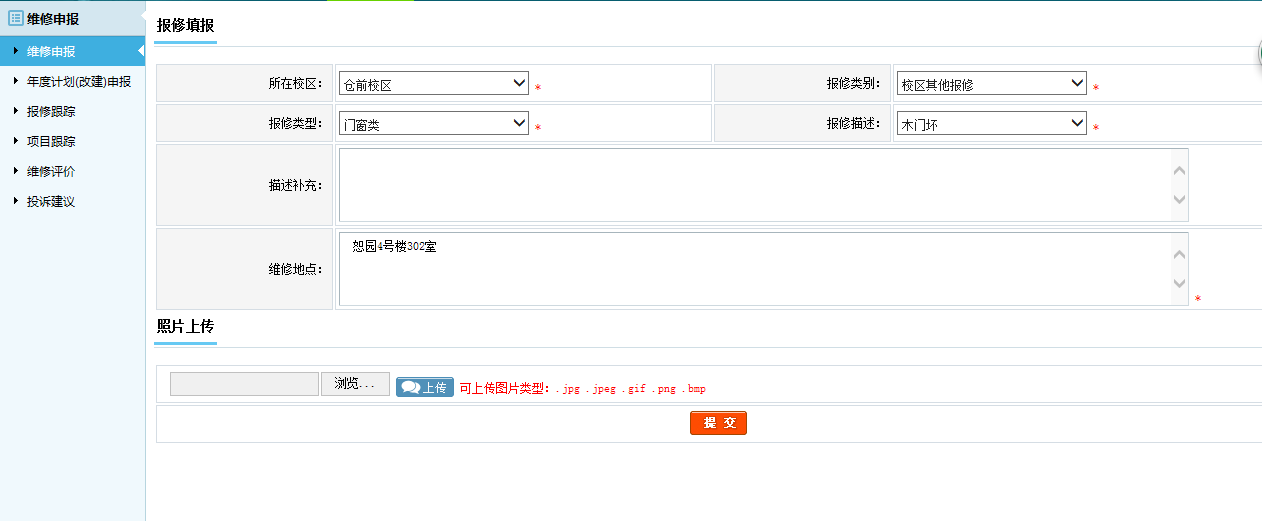 维修申报
维修申报
年度计划(改建)申报
报修跟踪
项目跟踪
维修评价
投诉建议
报修填报
所在校区: 仓前校区 * 报修类别: 校区其他报修 *
报修类型: 门窗类 * 报修描述: 木门坏 *
描述补充:
维修地点: 恕园4号楼302室 *
照片上传
浏览... 上传 可上传图片类型: .jpg .jpeg .gif .png .bmp
提 交